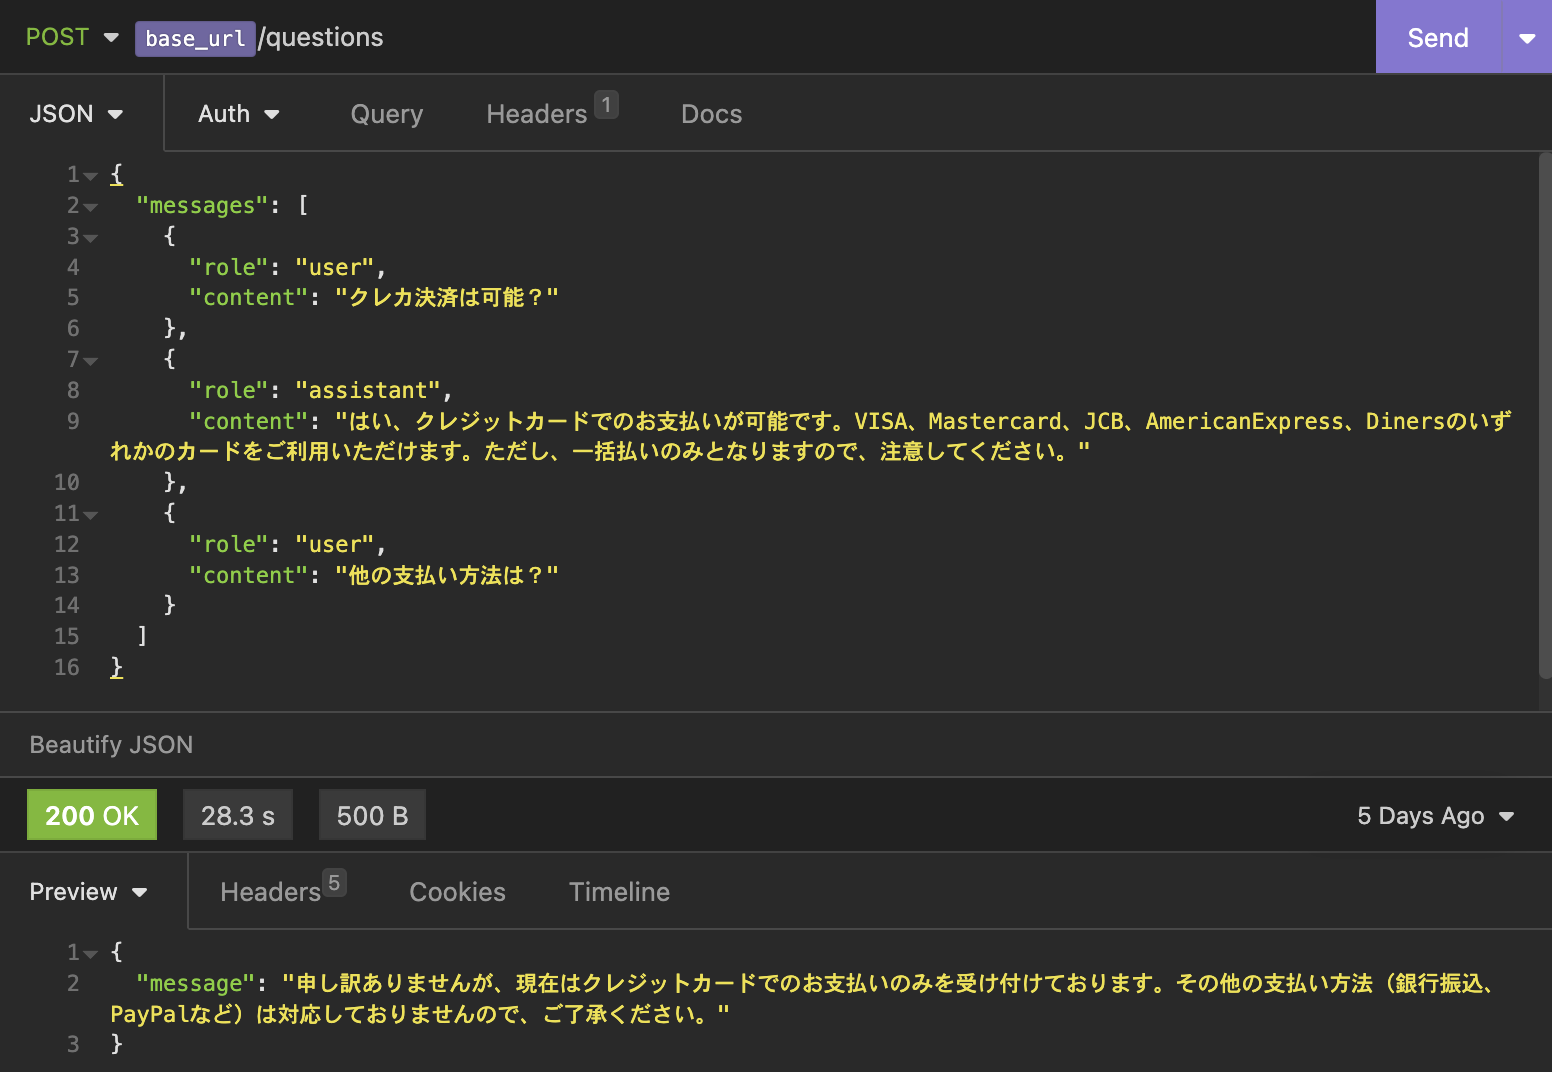 POST base_url/questions Send
JSON Auth Query Headers 1 Docs
1 {
2 "messages": [
3 {
4 "role": "user",
5 "content": "クレカ決済は可能？"
6 },
7 {
8 "role": "assistant",
9 "content": "はい、クレジットカードでのお支払いが可能です。VISA、Mastercard、JCB、AmericanExpress、Dinersのいず
れかのカードをご利用いただけます。ただし、一括払いのみとなりますので、注意してください。"
10 },
11 {
12 "role": "user",
13 "content": "他の支払い方法は？"
14 }
15 ]
16 }
Beautify JSON
200 OK 28.3 s 500 B 5 Days Ago
Preview Headers 5 Cookies Timeline
1 {
2 "message": "申し訳ありませんが、現在はクレジットカードでのお支払いのみを受け付けております。その他の支払い方法（銀行振込、
PayPalなど）は対応しておりませんので、ご了承ください。"
3 }